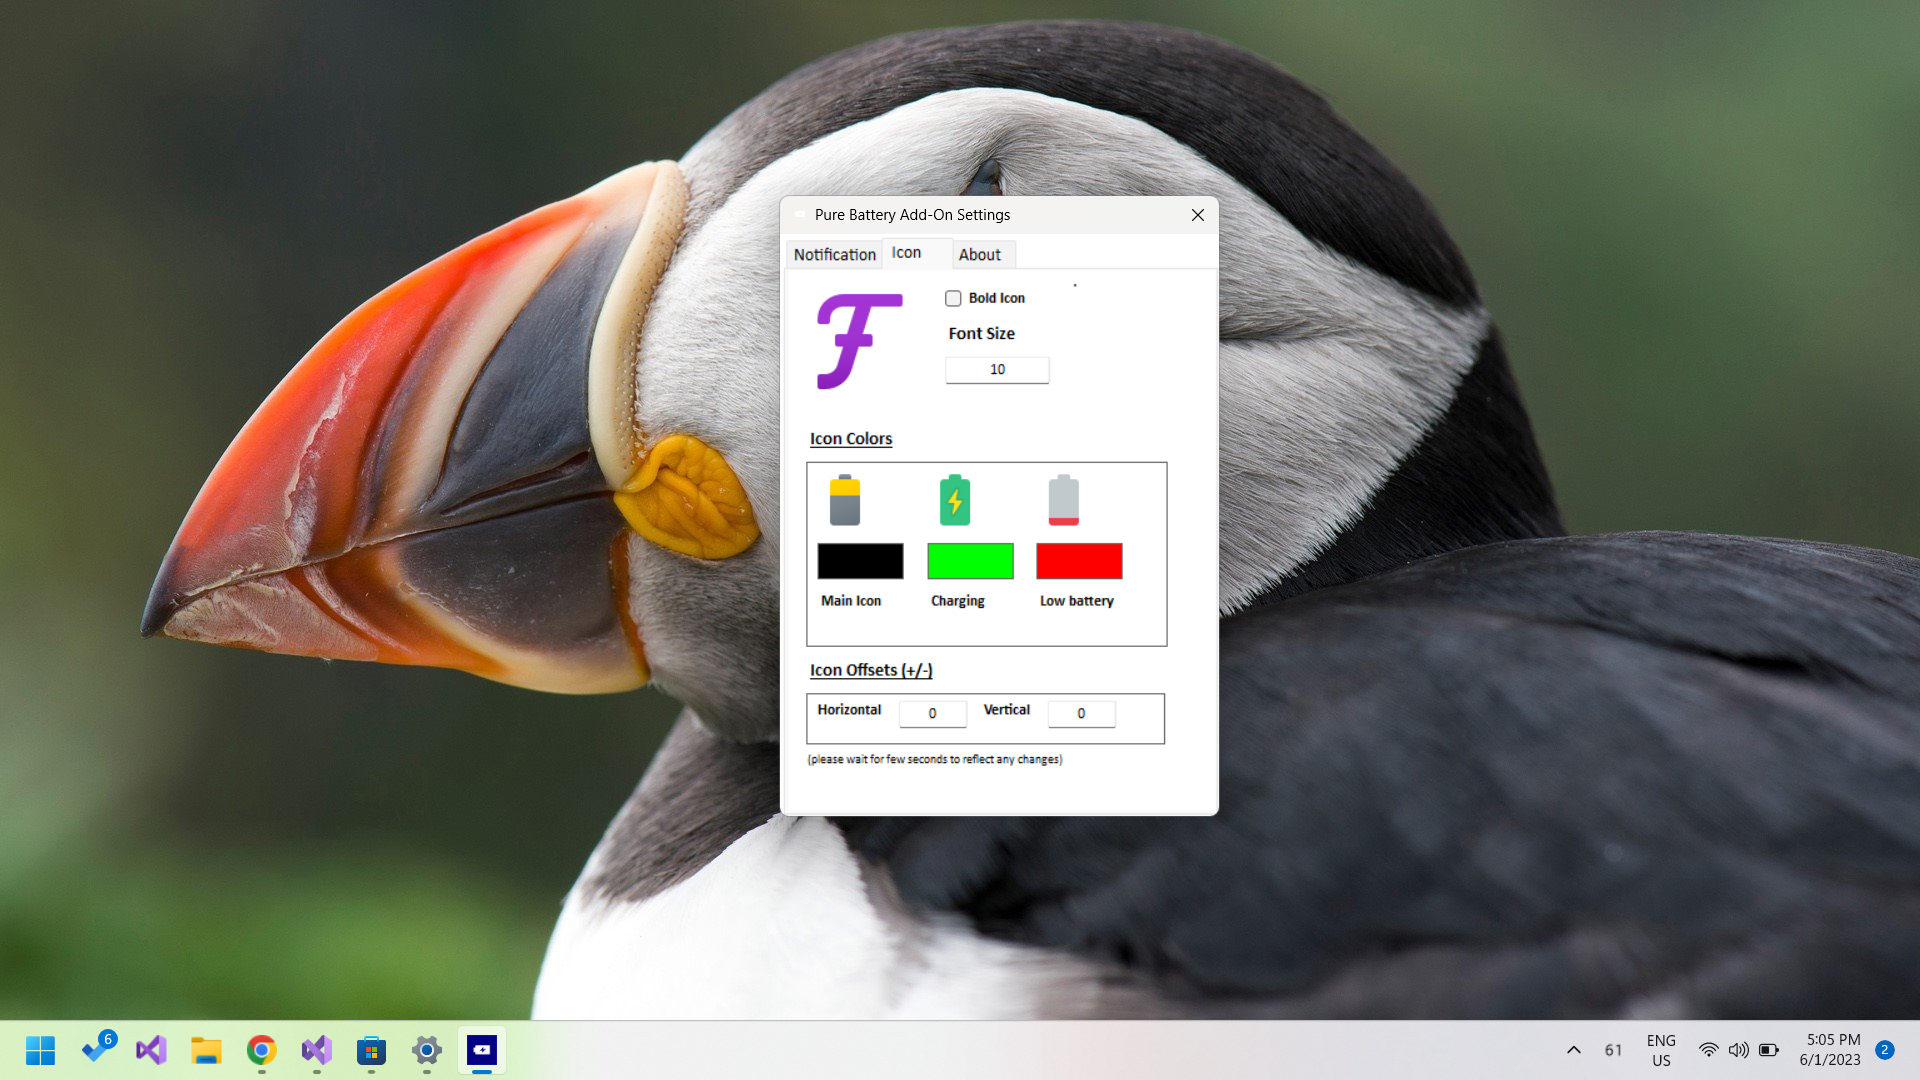 Pure Battery Add-On Settings
Notification Icon About
Bold Icon
Font Size
10
Icon Colors
Main Icon Charging Low battery
Icon Offsets (+/-)
Horizontal 0 Vertical 0
(please wait for few seconds to reflect any changes)
6
61
ENG
US
5:05 PM
6/1/2023
2